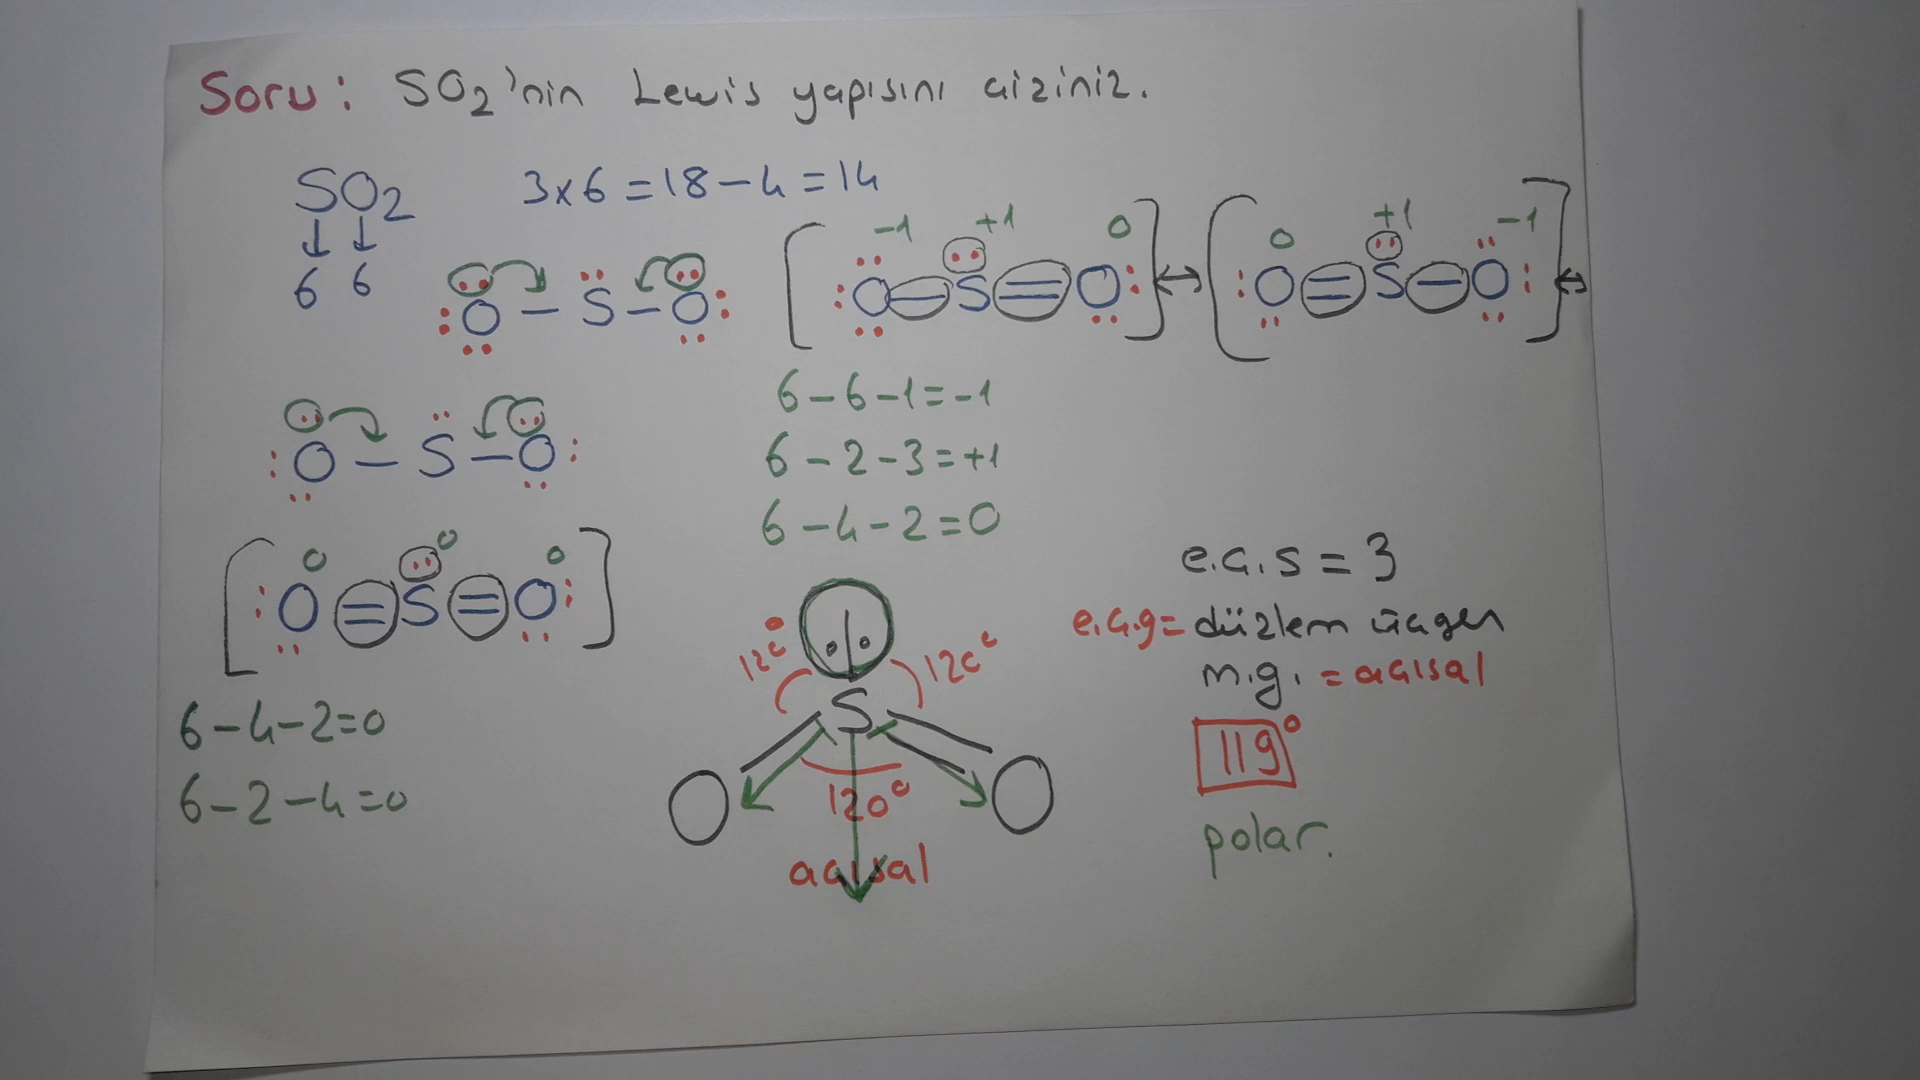 Soru: SO2'nin Lewis yapısını çiziniz.
SO2 3x6=18-4=14
6 6
O - S - O
-1 +1 0
[O - S = O] ↔
0 +1 -1
[O = S - O] ↔
O - S - O
0 0 0
[O = S = O]
6-4-2=0
6-2-4=0
6-6-1=-1
6-2-3=+1
6-4-2=0
120° 120°
S
O O
120°
açısal
e.ç.s = 3
e.ç.g= düzlem üçgen
m.g. = açısal
119°
polar.